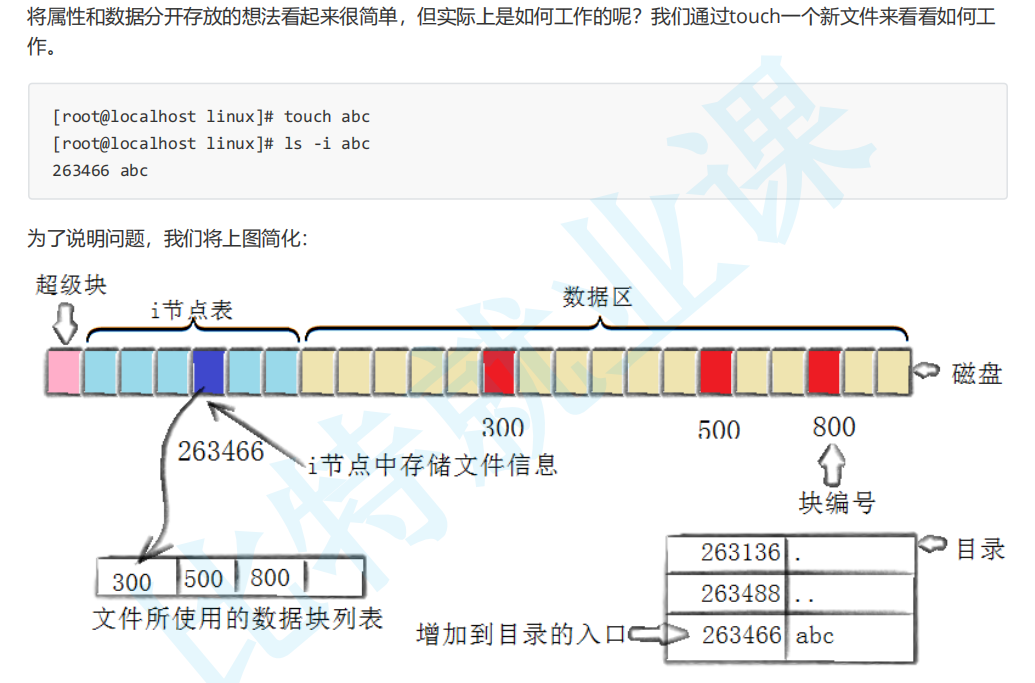 将属性和数据分开存放的想法看起来很简单，但实际上是如何工作的呢？我们通过touch一个新文件来看看如何工
作。
[root@localhost linux]# touch abc
[root@localhost linux]# ls -i abc
263466 abc
为了说明问题，我们将上图简化：
超级块
i节点表
数据区
磁盘
300
500
800
263466
i节点中存储文件信息
块编号
300 500 800
文件所使用的数据块列表
263136 .
目录
263488 ..
增加到目录的入口
263466 abc
比特就业课